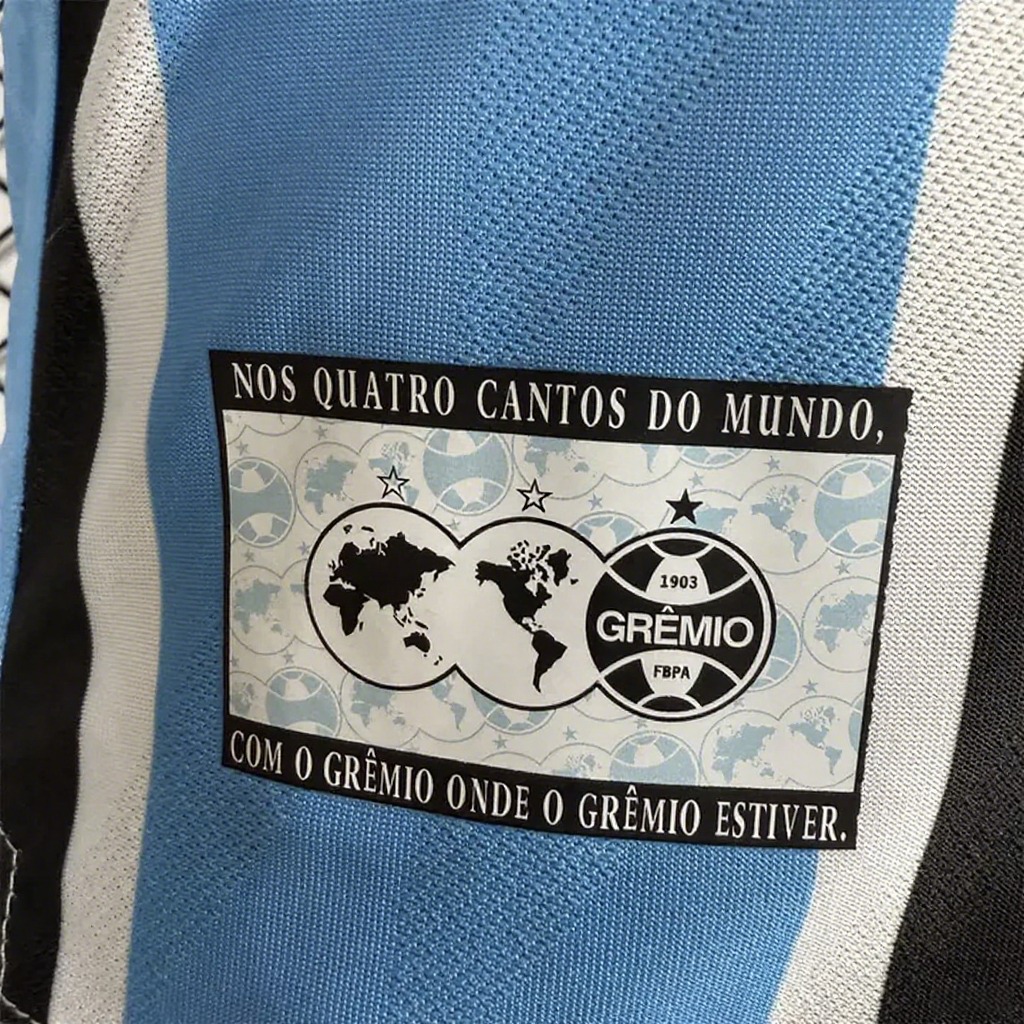 NOS QUATRO CANTOS DO MUNDO,
1903
GRÊMIO
FBPA
COM O GRÊMIO ONDE O GRÊMIO ESTIVER.